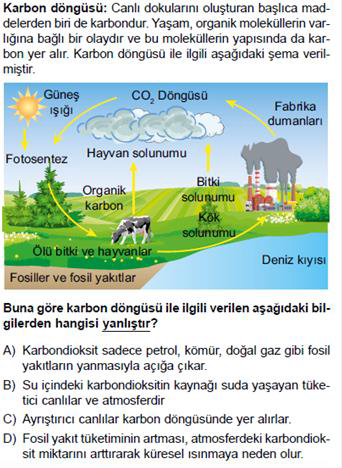 Karbon döngüsü: Canlı dokularını oluşturan başlıca mad-
delerden biri de karbondur. Yaşam, organik moleküllerin var-
lığına bağlı bir olaydır ve bu moleküllerin yapısında da kar-
bon yer alır. Karbon döngüsü ile ilgili aşağıdaki şema veril-
miştir.
Güneş
ışığı
CO2 Döngüsü
Fabrika
dumanları
Fotosentez
Hayvan solunumu
Organik
karbon
Bitki
solunumu
Kök
solunumu
Ölü bitki ve hayvanlar
Deniz kıyısı
Fosiller ve fosil yakıtlar
Buna göre karbon döngüsü ile ilgili verilen aşağıdaki bil-
gilerden hangisi yanlıştır?
A) Karbondioksit sadece petrol, kömür, doğal gaz gibi fosil
yakıtların yanmasıyla açığa çıkar.
B) Su içindeki karbondioksitin kaynağı suda yaşayan tüke-
tici canlılar ve atmosferdir
C) Ayrıştırıcı canlılar karbon döngüsünde yer alırlar.
D) Fosil yakıt tüketiminin artması, atmosferdeki karbondiok-
sit miktarını arttırarak küresel ısınmaya neden olur.